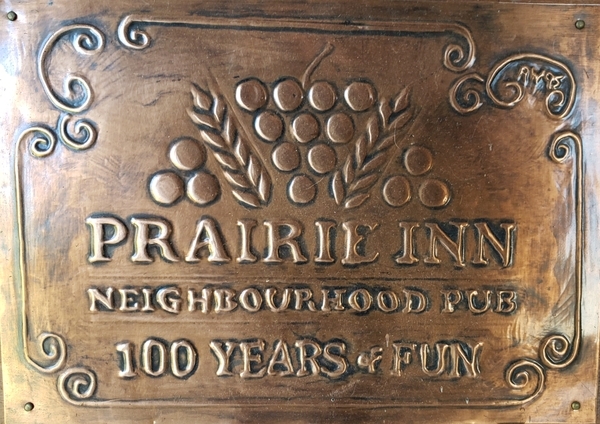 PRAIRIE INN
NEIGHBOURHOOD PUB
100 YEARS of FUN